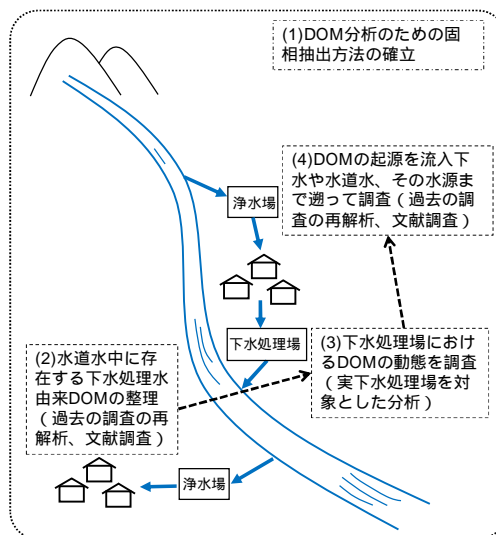 (1)DOM分析のための固
相抽出方法の確立
(4)DOMの起源を流入下
水や水道水、その水源ま
で遡って調査（過去の調
査の再解析、文献調査）
浄水場
下水処理場
(2)水道水中に存
在する下水処理水
由来DOMの整理
（過去の調査の再
解析、文献調査）
(3)下水処理場におけ
るDOMの動態を調査
（実下水処理場を対
象とした分析）
浄水場